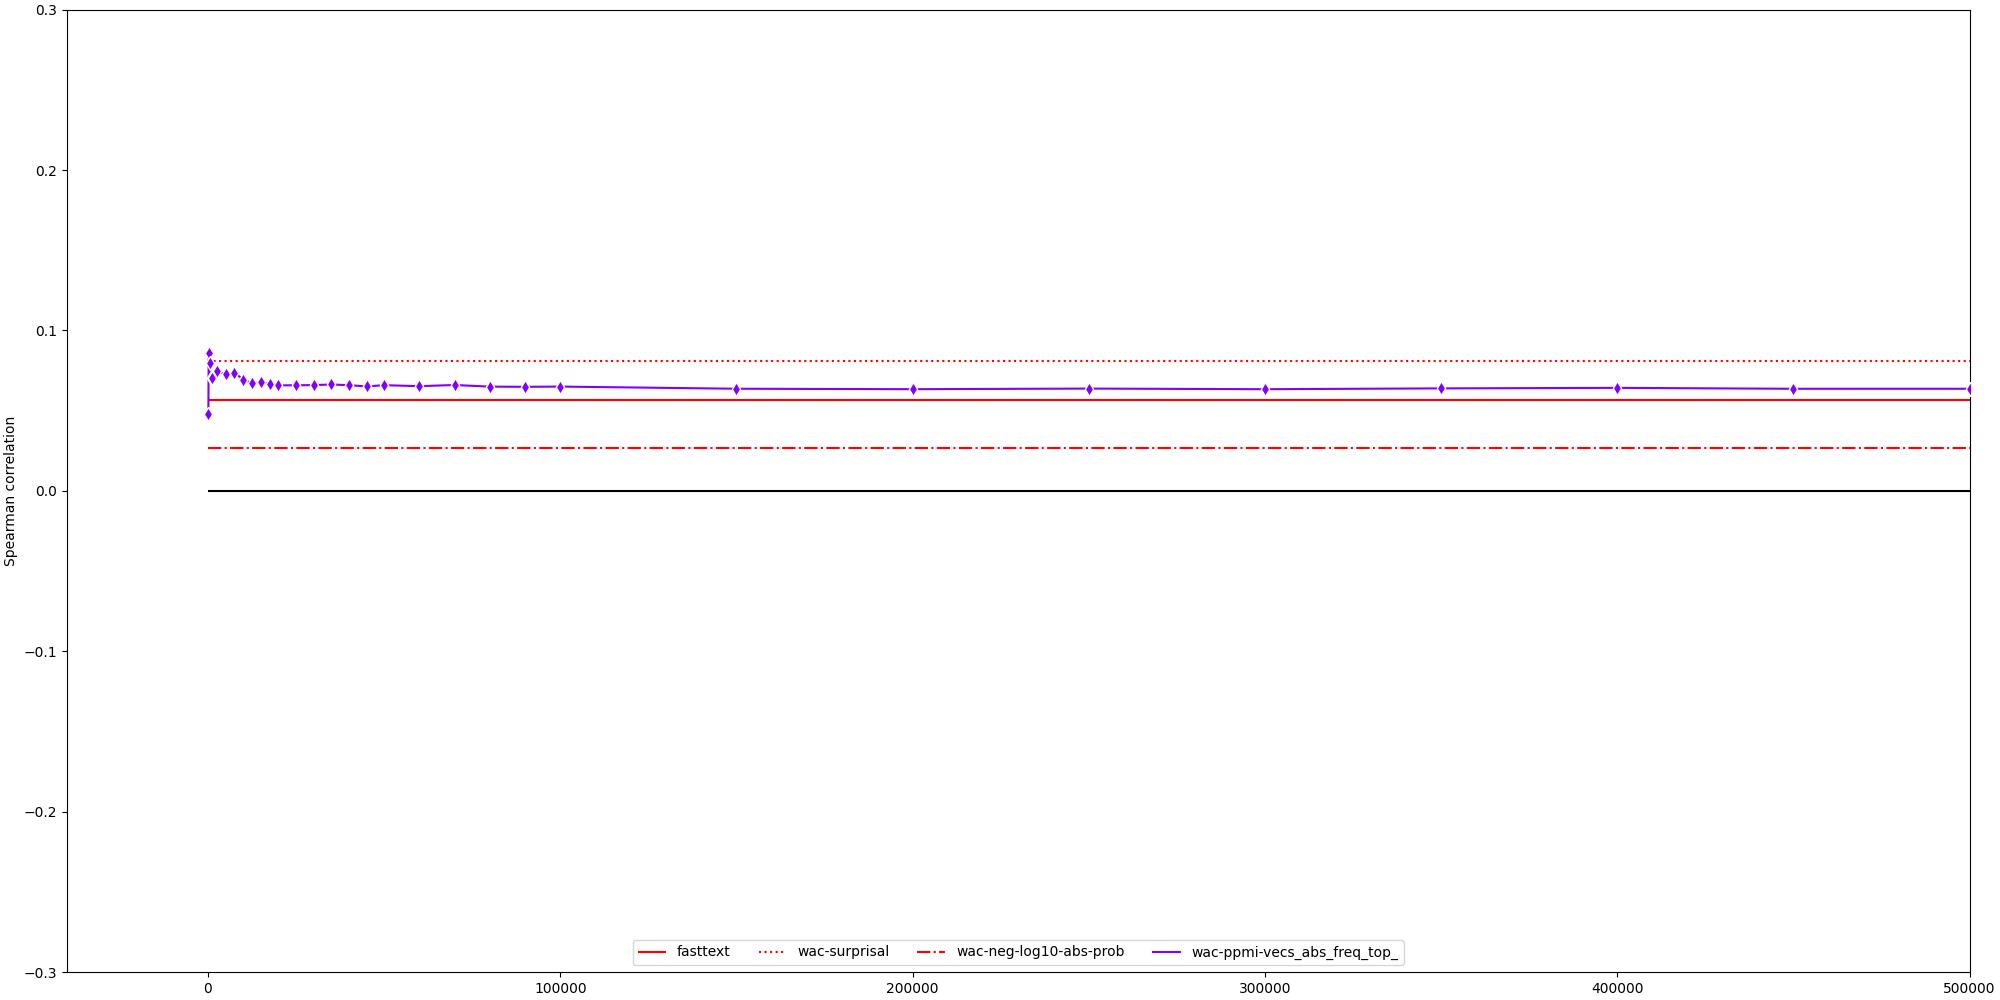 0.3
0.2
0.1
0.0
−0.1
−0.2
−0.3
Spearman correlation
fasttext wac-surprisal wac-neg-log10-abs-prob wac-ppmi-vecs_abs_freq_top_
0 100000 200000 300000 400000 500000